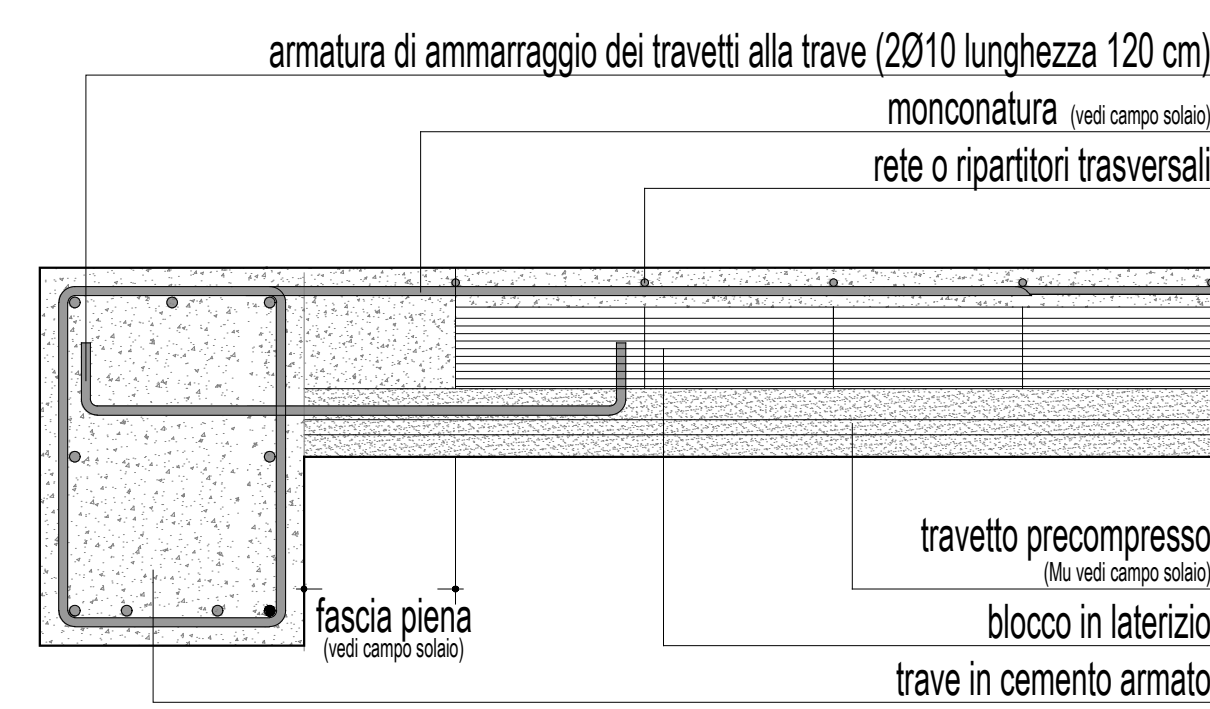 armatura di ammarraggio dei travetti alla trave (2Ø10 lunghezza 120 cm)
monconatura (vedi campo solaio)
rete o ripartitori trasversali
travetto precompresso
(Mu vedi campo solaio)
fascia piena
(vedi campo solaio)
blocco in laterizio
trave in cemento armato